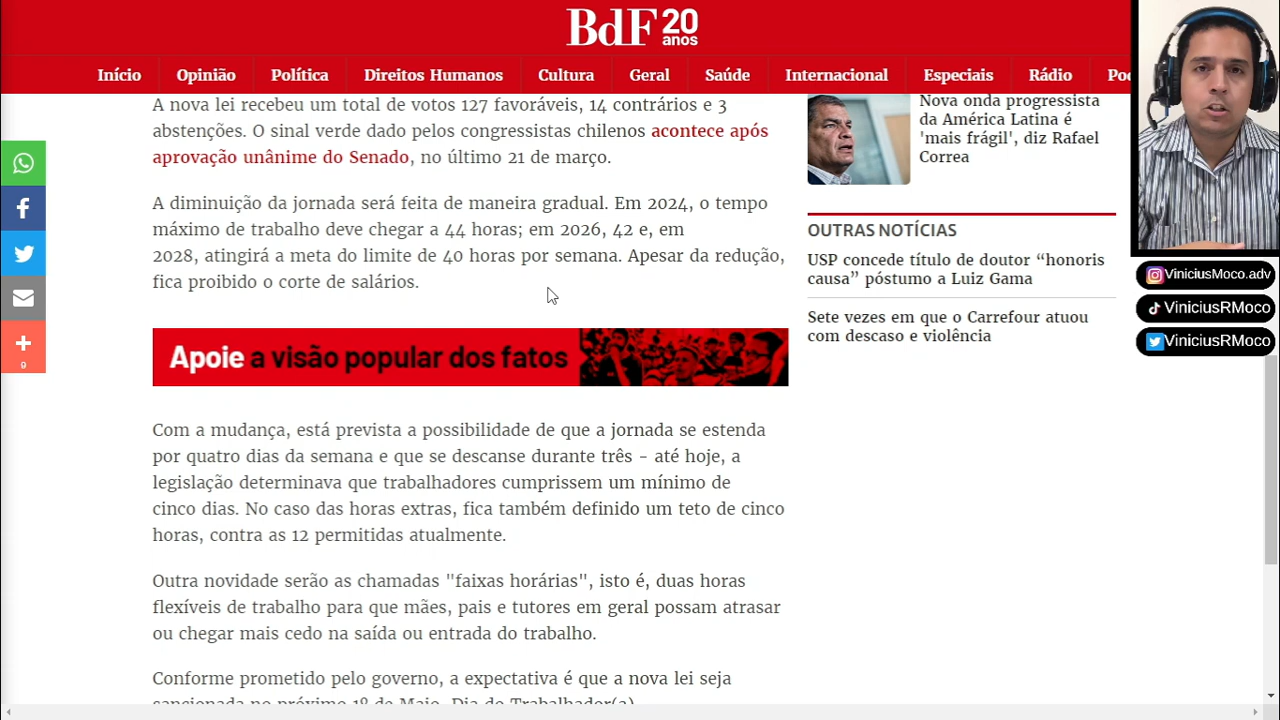 BdF 20 anos
Início Opinião Política Direitos Humanos Cultura Geral Saúde Internacional Especiais Rádio
A nova lei recebeu um total de votos 127 favoráveis, 14 contrários e 3
abstenções. O sinal verde dado pelos congressistas chilenos acontece após
aprovação unânime do Senado, no último 21 de março.
A diminuição da jornada será feita de maneira gradual. Em 2024, o tempo
máximo de trabalho deve chegar a 44 horas; em 2026, 42 e, em
2028, atingirá a meta do limite de 40 horas por semana. Apesar da redução,
fica proibido o corte de salários.
Apoie a visão popular dos fatos
Com a mudança, está prevista a possibilidade de que a jornada se estenda
por quatro dias da semana e que se descanse durante três - até hoje, a
legislação determinava que trabalhadores cumprissem um mínimo de
cinco dias. No caso das horas extras, fica também definido um teto de cinco
horas, contra as 12 permitidas atualmente.
Outra novidade serão as chamadas "faixas horárias", isto é, duas horas
flexíveis de trabalho para que mães, pais e tutores em geral possam atrasar
ou chegar mais cedo na saída ou entrada do trabalho.
Conforme prometido pelo governo, a expectativa é que a nova lei seja
sancionada no próximo 1º de Maio, Dia do Trabalhador(a)
9
Nova onda progressista
da América Latina é
'mais frágil', diz Rafael
Correa
OUTRAS NOTÍCIAS
USP concede título de doutor “honoris
causa” póstumo a Luiz Gama
Sete vezes em que o Carrefour atuou
com descaso e violência
ViniciusMoco.adv
ViniciusRMoco
ViniciusRMoco